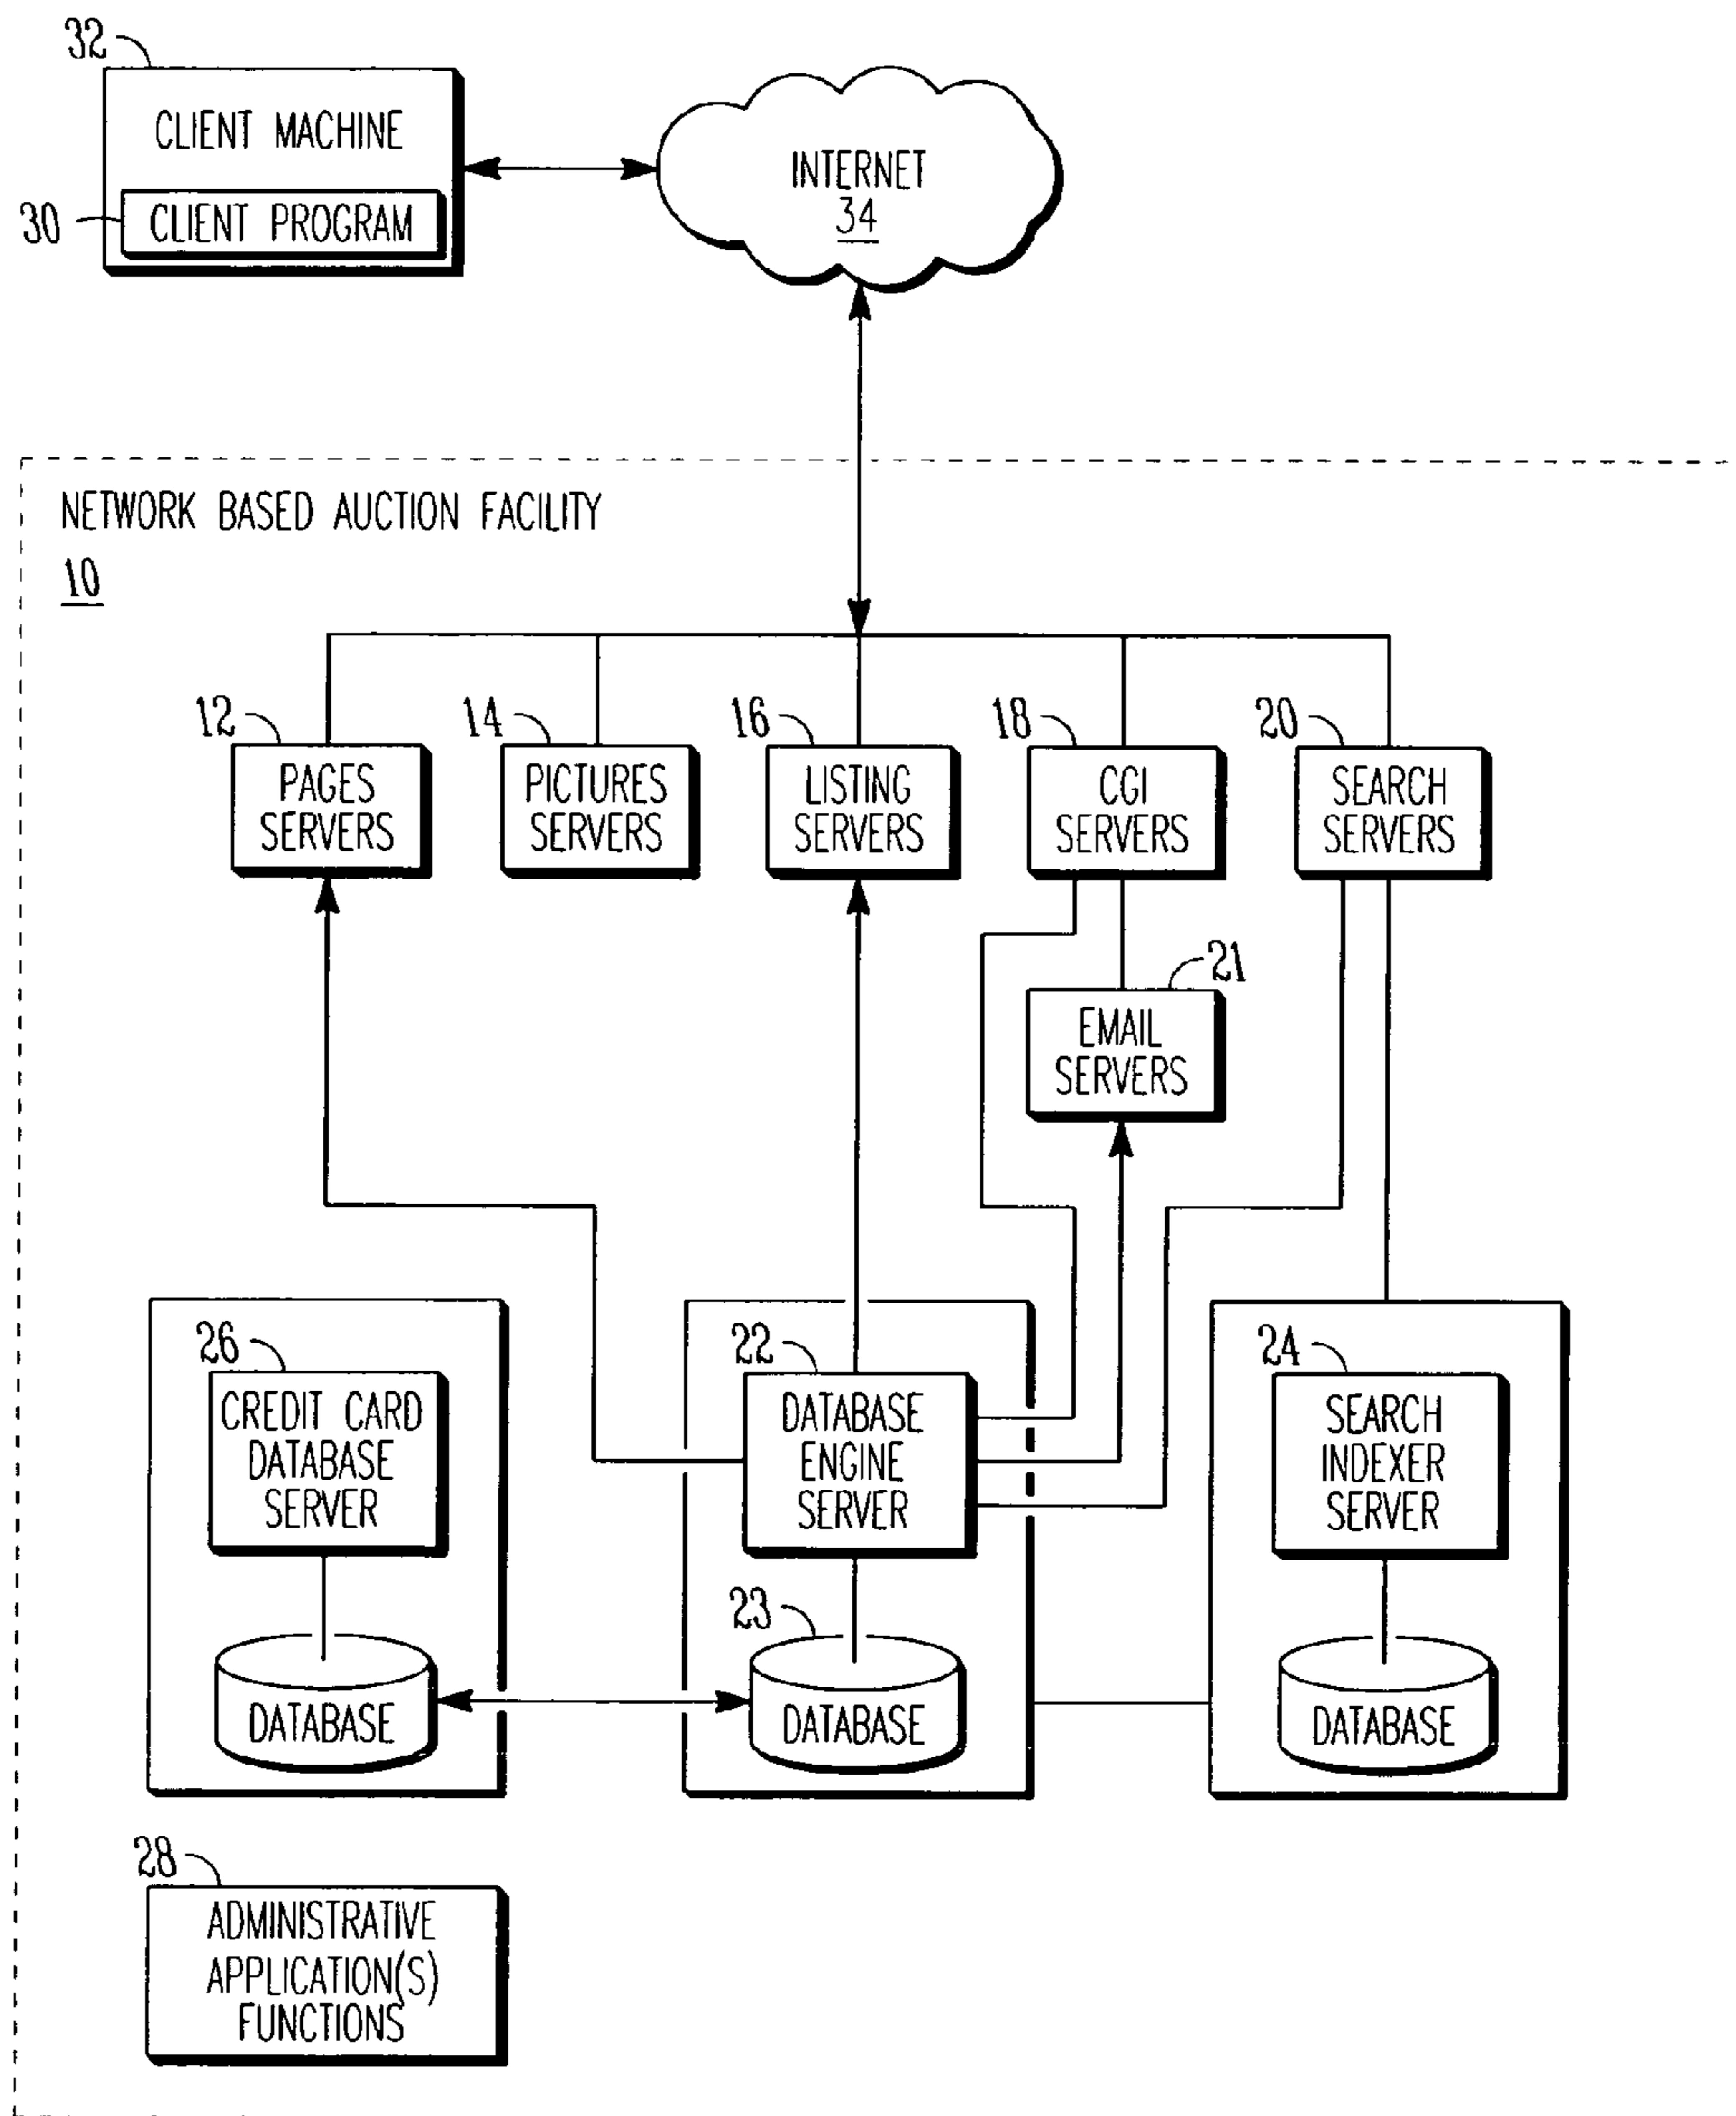 32
CLIENT MACHINE
30
CLIENT PROGRAM
INTERNET
34
NETWORK BASED AUCTION FACILITY
10
12
PAGES
SERVERS
14
PICTURES
SERVERS
16
LISTING
SERVERS
18
CGI
SERVERS
20
SEARCH
SERVERS
21
EMAIL
SERVERS
26
CREDIT CARD
DATABASE
SERVER
DATABASE
22
DATABASE
ENGINE
SERVER
23
DATABASE
24
SEARCH
INDEXER
SERVER
DATABASE
28
ADMINISTRATIVE
APPLICATION(S)
FUNCTIONS